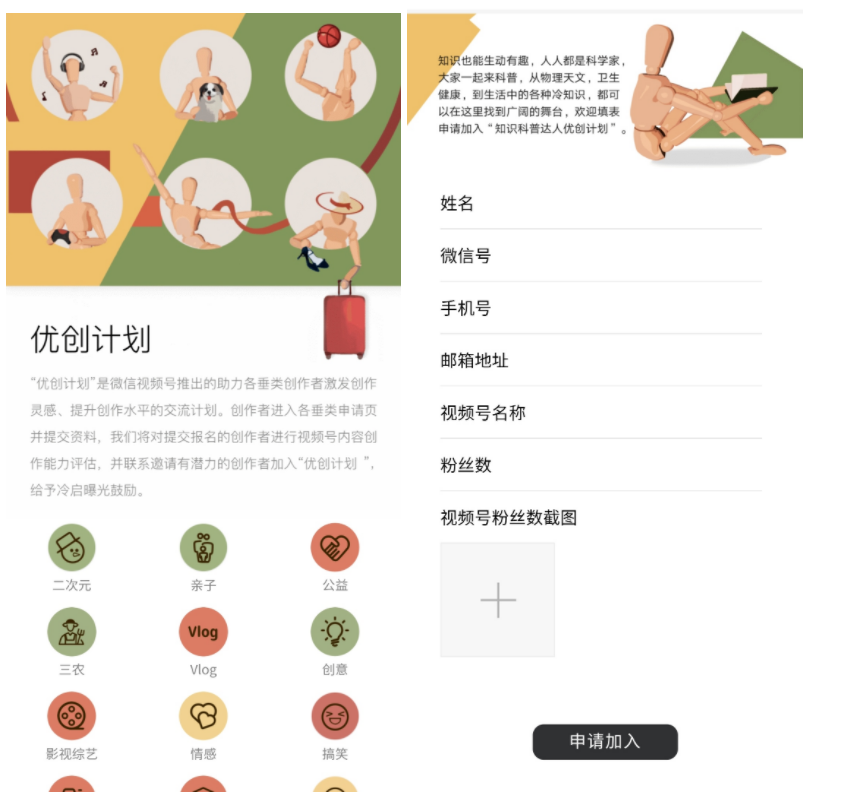 优创计划
“优创计划”是微信视频号推出的助力各垂类创作者激发创作
灵感、提升创作水平的交流计划。创作者进入各垂类申请页
并提交资料，我们将对提交报名的创作者进行视频号内容创
作能力评估，并联系邀请有潜力的创作者加入“优创计划 ”，
给予冷启曝光鼓励。
二次元
亲子
公益
三农
Vlog
Vlog
创意
影视综艺
情感
搞笑
知识也能生动有趣，人人都是科学家，
大家一起来科普，从物理天文，卫生
健康，到生活中的各种冷知识，都可
以在这里找到广阔的舞台，欢迎填表
申请加入“知识科普达人优创计划”。
姓名
微信号
手机号
邮箱地址
视频号名称
粉丝数
视频号粉丝数截图
申请加入